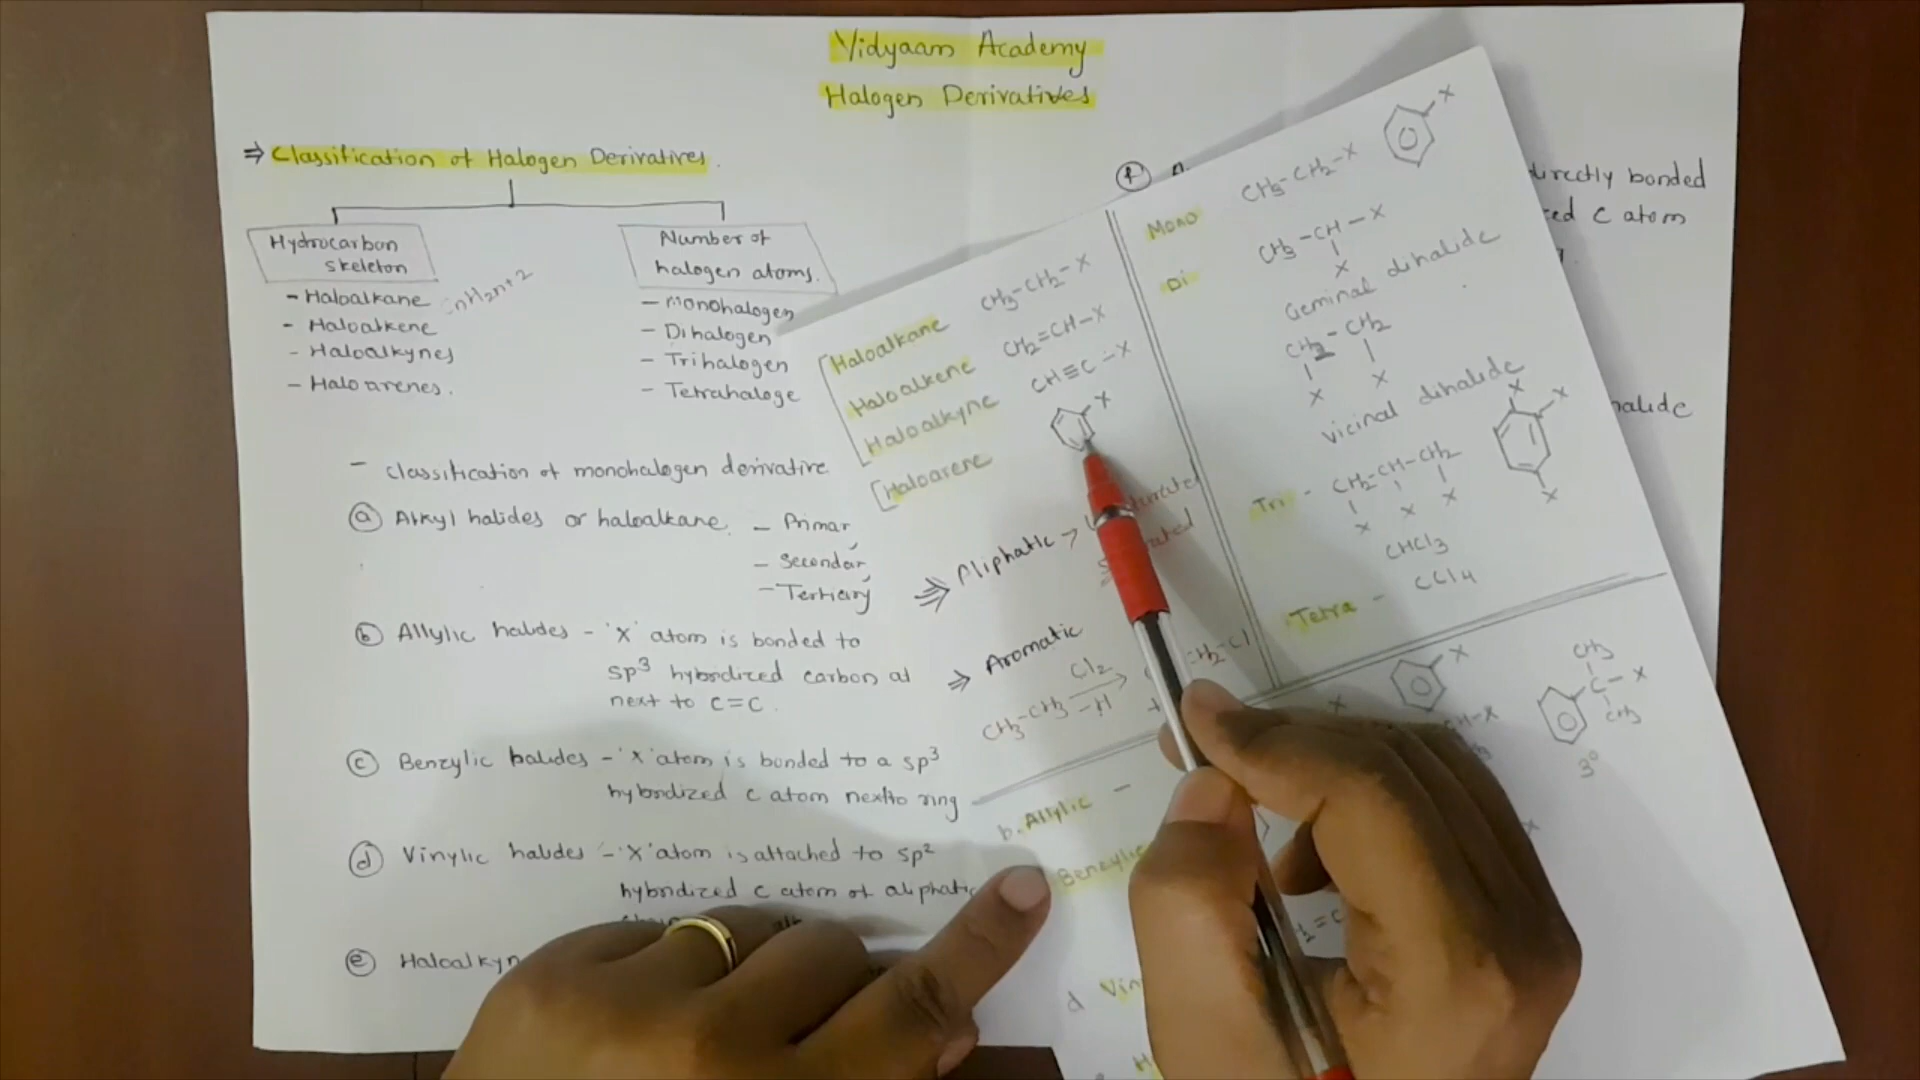 Vidyaam Academy
Halogen Derivatives
⇒ Classification of Halogen Derivatives.
Hydrocarbon
skeleton
- Haloalkane CnH2n+2
- Haloalkene
- Haloalkynes
- Haloarenes.
Number of
halogen atoms.
- monohalogen
- Dihalogen
- Trihalogen
- Tetrahaloge
- classification of monohalogen derivative
(a) Alkyl halides or haloalkane. - Primar
- Secondar
- Tertiary
(b) Allylic halides - 'X' atom is bonded to
sp3 hybridized carbon at
next to C=C.
(c) Benzylic halides - 'X' atom is bonded to a sp3
hybridized c atom next to ring
(d) Vinylic halides - 'X' atom is attached to sp2
hybridized c atom of aliphatic
(e) Haloalkyn
(f)
directly bonded
C atom
halide
Haloalkane CH3-CH2-X
Haloalkene CH2=CH-X
Haloalkyne CH≡C-X
Haloarene X
⇒ Aliphatic →
⇒ Aromatic
CH3-CH3 Cl2 -H →
CH2-Cl
+
Mono CH3-CH2-X X
Di CH3-CH-X
X
Geminal dihalide
CH2-CH2
X X
Vicinal dihalide
Tri - CH2-CH-CH2 X X X
X X X
CHCl3
Tetra - CCl4
X
X
CH-X
CH3
C-X
CH3
3°
b. Allylic -
Benzylic
d Vin
H